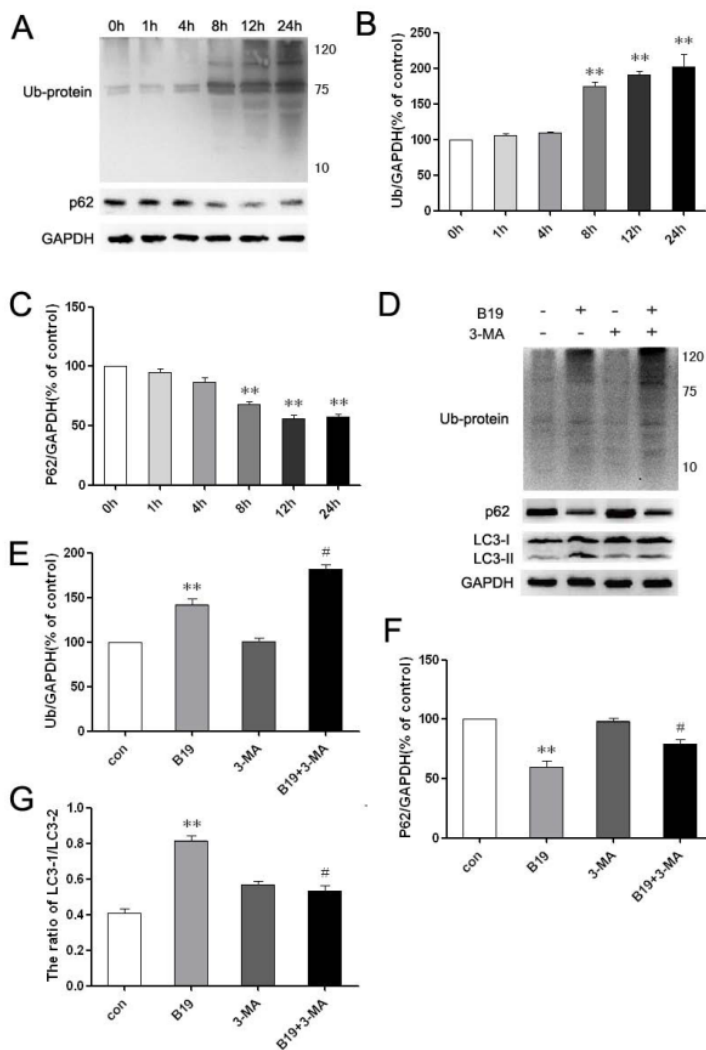 A
0h 1h 4h 8h 12h 24h
120
Ub-protein
75
10
p62
GAPDH
B
Ub/GAPDH(% of control)
250
200
150
100
50
0
** ** **
0h 1h 4h 8h 12h 24h
C
P62/GAPDH(% of control)
150
100
50
0
** ** **
0h 1h 4h 8h 12h 24h
D
B19 - + - +
3-MA - - + +
120
75
Ub-protein
10
p62
LC3-I
LC3-II
GAPDH
E
Ub/GAPDH(% of control)
200
150
100
50
0
** #
con B19 3-MA B19+3-MA
F
P62/GAPDH(% of control)
150
100
50
0
** #
con B19 3-MA B19+3-MA
G
The ratio of LC3-1/LC3-2
1.0
0.8
0.6
0.4
0.2
0.0
** #
con B19 3-MA B19+3-MA